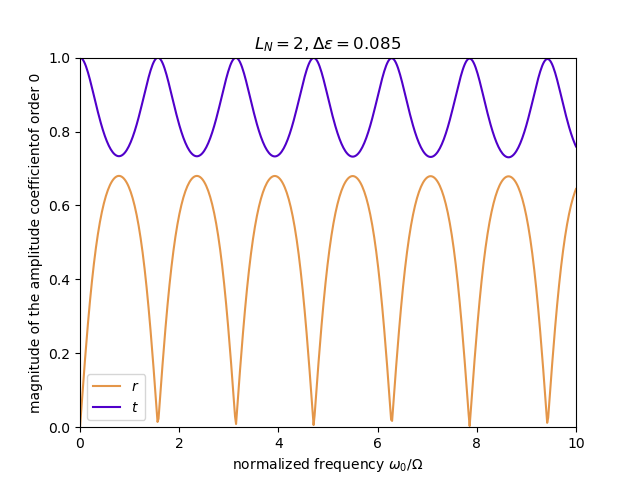 L_N = 2, Δε = 0.085
magnitude of the amplitude coefficientof order 0
1.0
0.8
0.6
0.4
0.2
0.0
r
t
0 2 4 6 8 10
normalized frequency ω₀/Ω